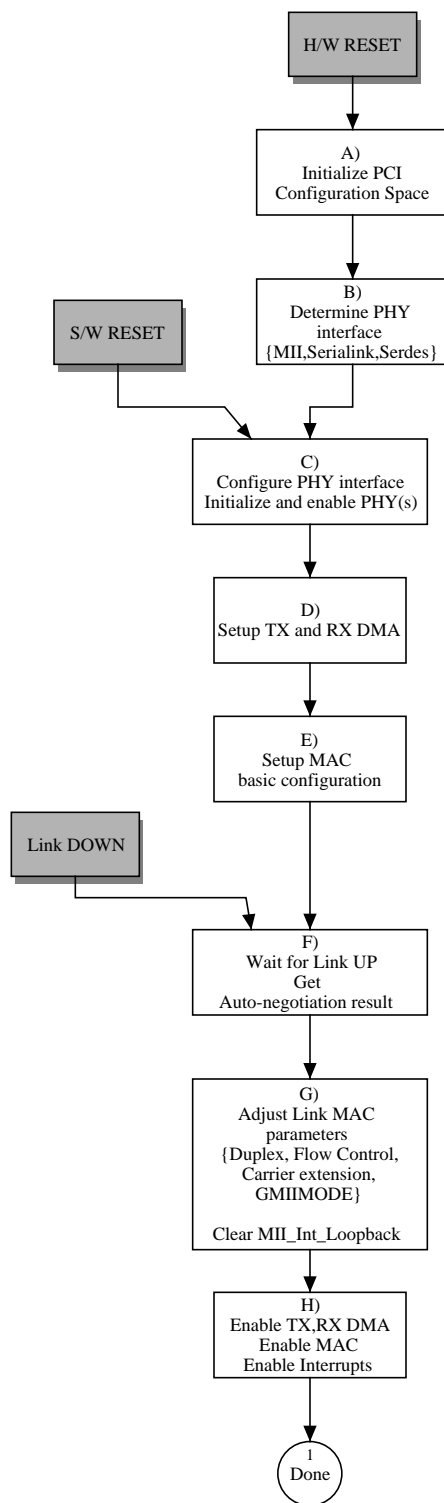 H/W RESET
A)
Initialize PCI
Configuration Space
B)
Determine PHY
interface
{MII,Serialink,Serdes}
S/W RESET
C)
Configure PHY interface
Initialize and enable PHY(s)
D)
Setup TX and RX DMA
E)
Setup MAC
basic configuration
Link DOWN
F)
Wait for Link UP
Get
Auto-negotiation result
G)
Adjust Link MAC
parameters
{Duplex, Flow Control,
Carrier extension,
GMIIMODE}
Clear MII_Int_Loopback
H)
Enable TX,RX DMA
Enable MAC
Enable Interrupts
1
Done